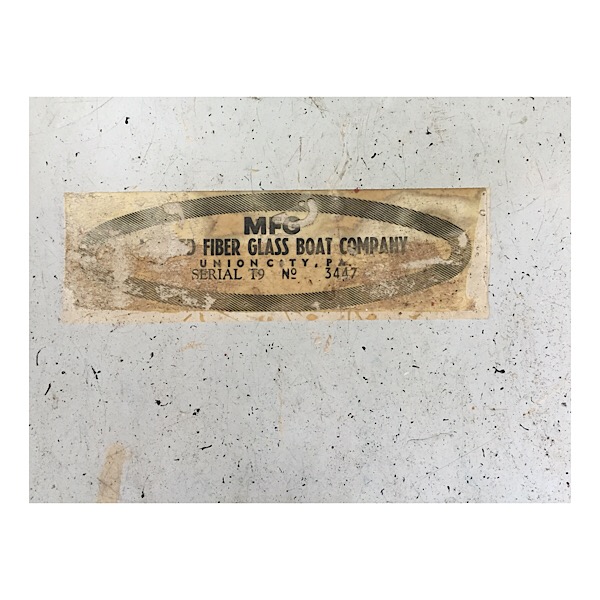 MFG
D FIBER GLASS BOAT COMPANY
UNION CITY, PA.
SERIAL T9 Nº 3447